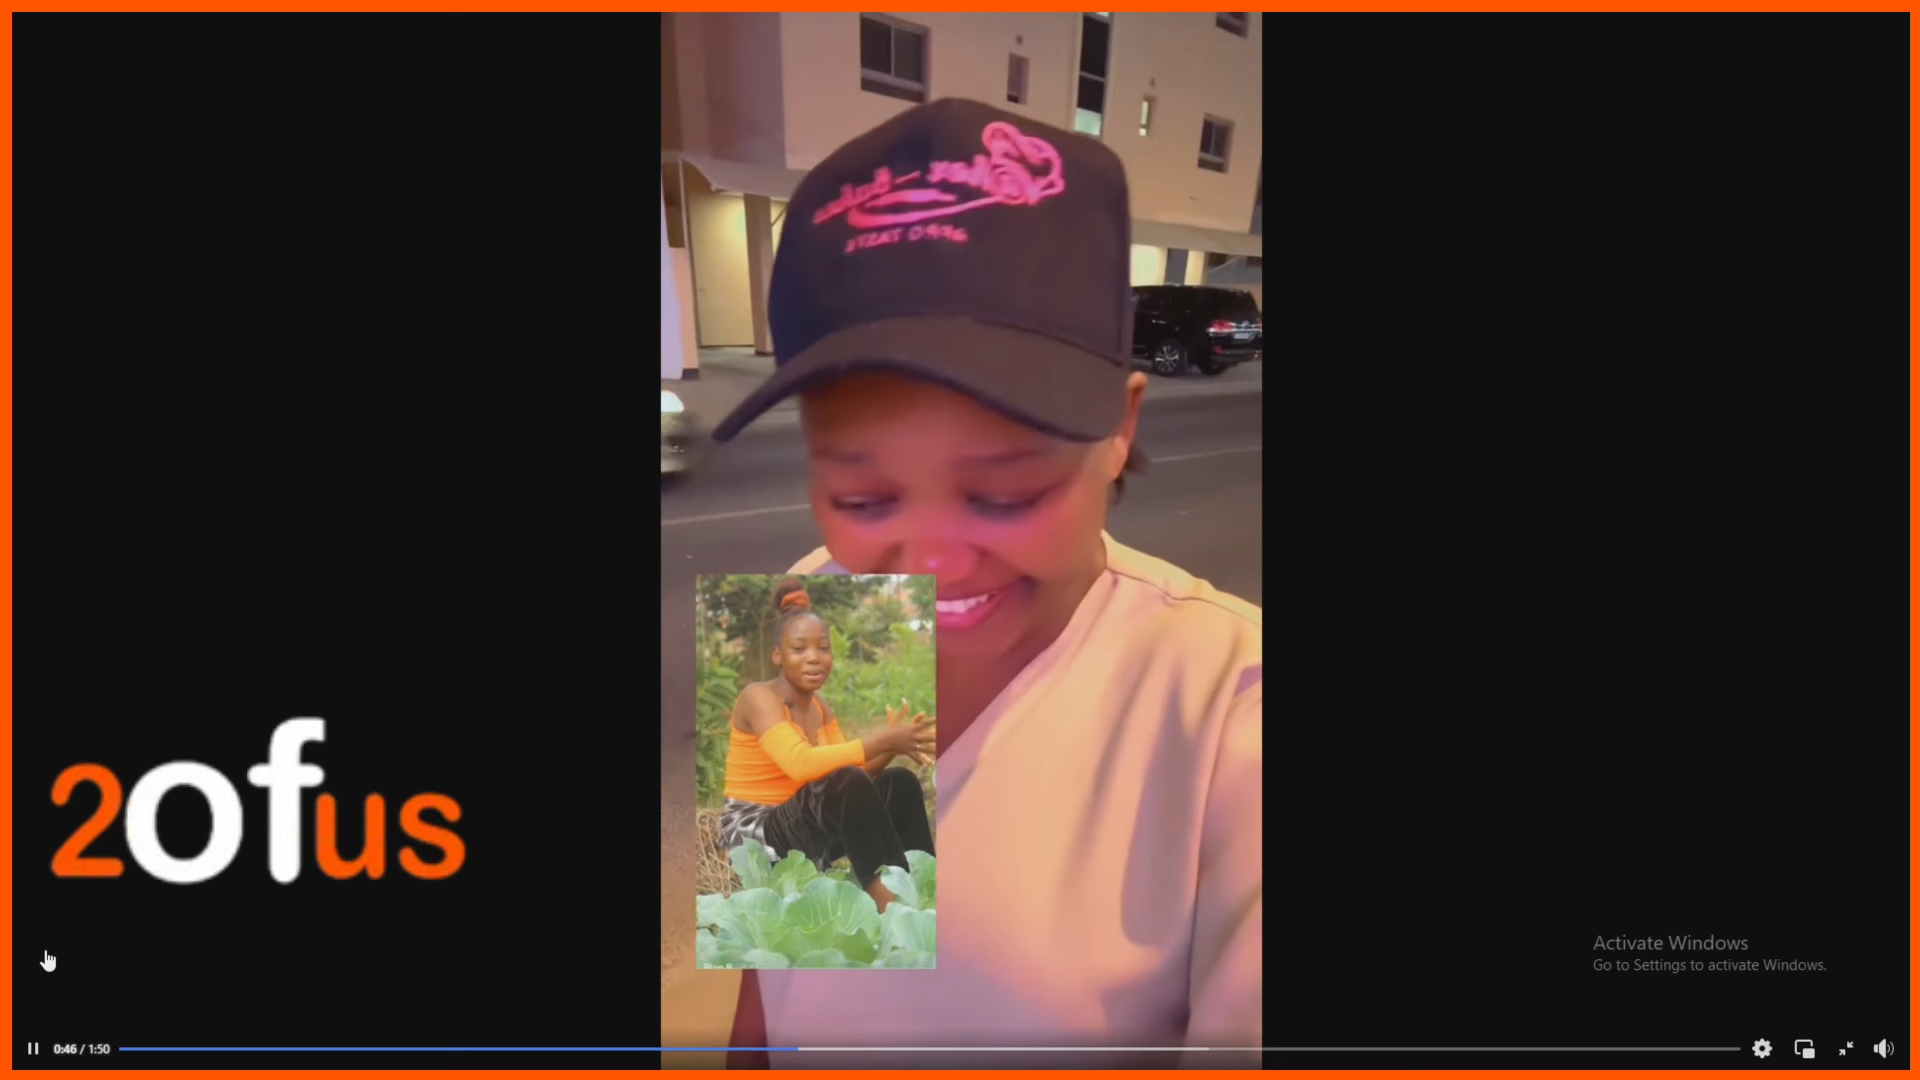 2Ofus
Activate Windows
Go to Settings to activate Windows.
0:46 / 1:50